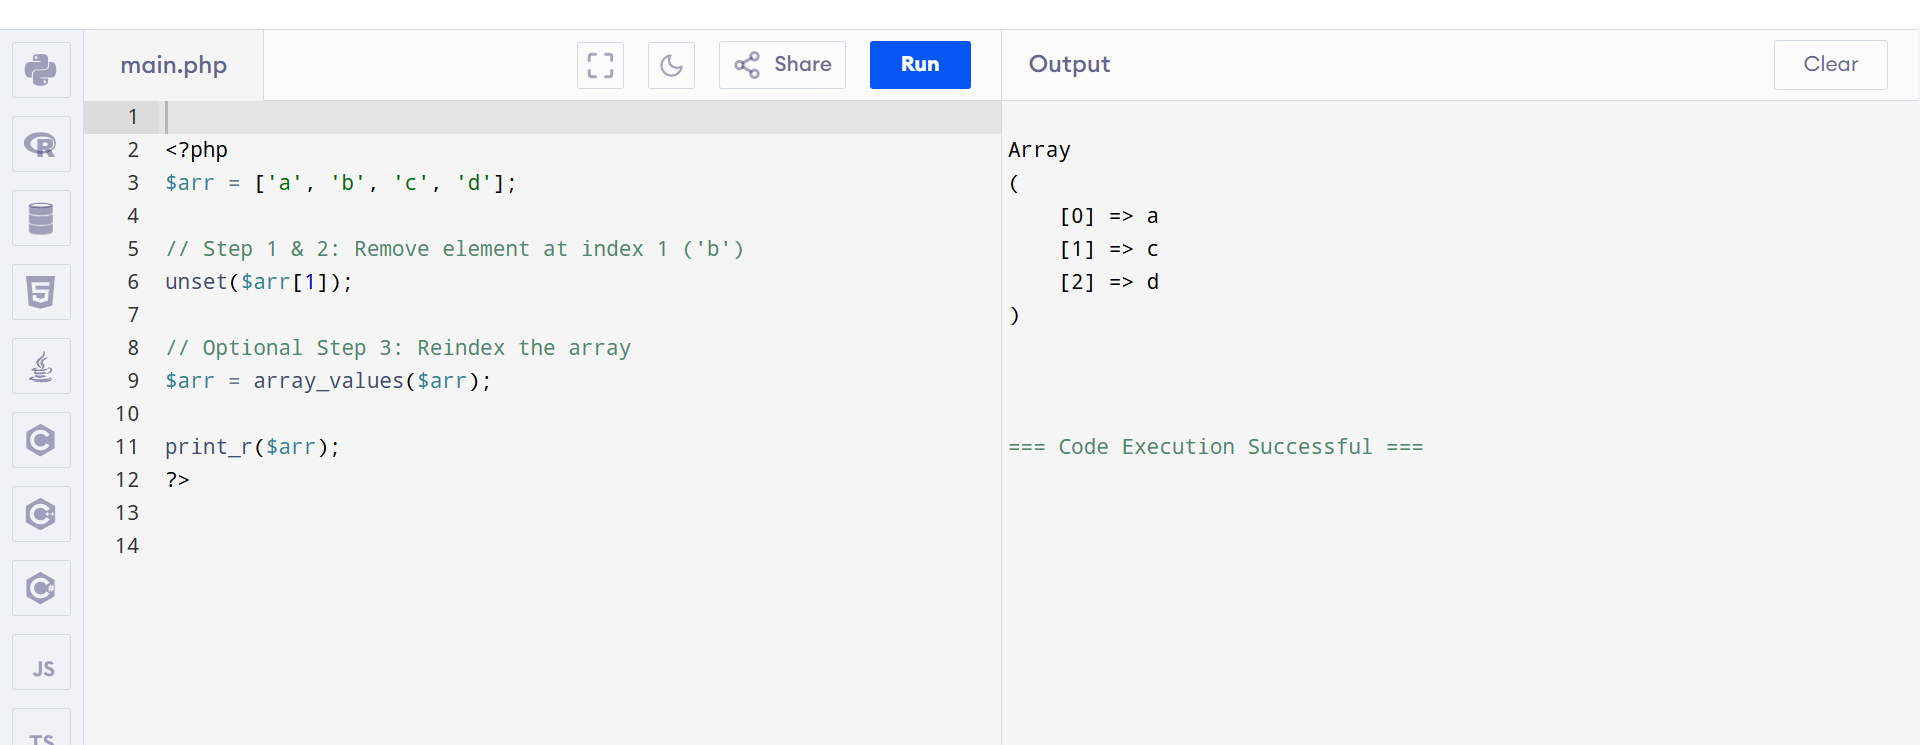 main.php
Share
Run
Output
Clear
1
2 <?php
3 $arr = ['a', 'b', 'c', 'd'];
4
5 // Step 1 & 2: Remove element at index 1 ('b')
6 unset($arr[1]);
7
8 // Optional Step 3: Reindex the array
9 $arr = array_values($arr);
10
11 print_r($arr);
12 ?>
13
14
Array
(
    [0] => a
    [1] => c
    [2] => d
)
=== Code Execution Successful ===
R
5
C
C++
C#
JS
TS